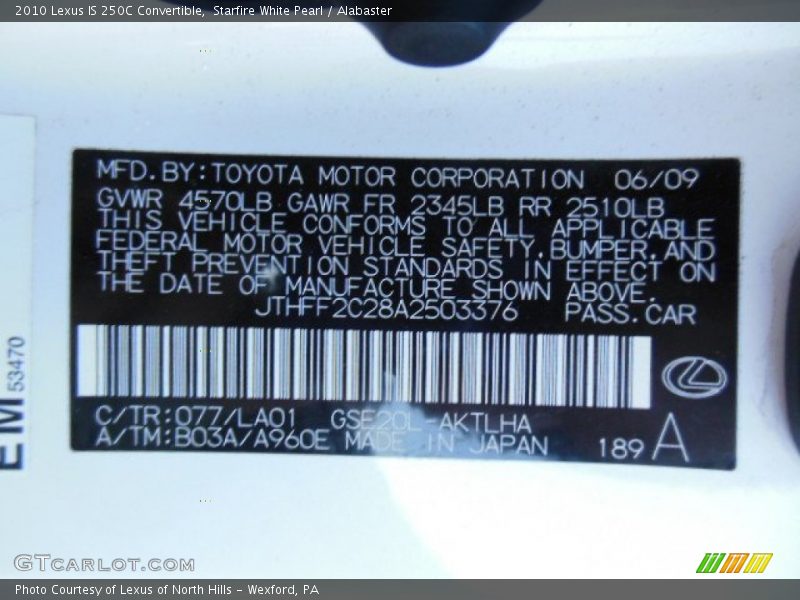 2010 Lexus IS 250C Convertible, Starfire White Pearl / Alabaster
MFD.BY:TOYOTA MOTOR CORPORATION 06/09
GVWR 4570LB GAWR FR 2345LB RR 2510LB
THIS VEHICLE CONFORMS TO ALL APPLICABLE
FEDERAL MOTOR VEHICLE SAFETY,BUMPER,AND
THEFT PREVENTION STANDARDS IN EFFECT ON
THE DATE OF MANUFACTURE SHOWN ABOVE.
JTHFF2C28A2503376 PASS.CAR
C/TR:077/LA01 GSE20L-AKTLHA
A/TM:B03A/A960E MADE IN JAPAN 189 A
EM 53470
GTCARLOT.COM
Photo Courtesy of Lexus of North Hills - Wexford, PA